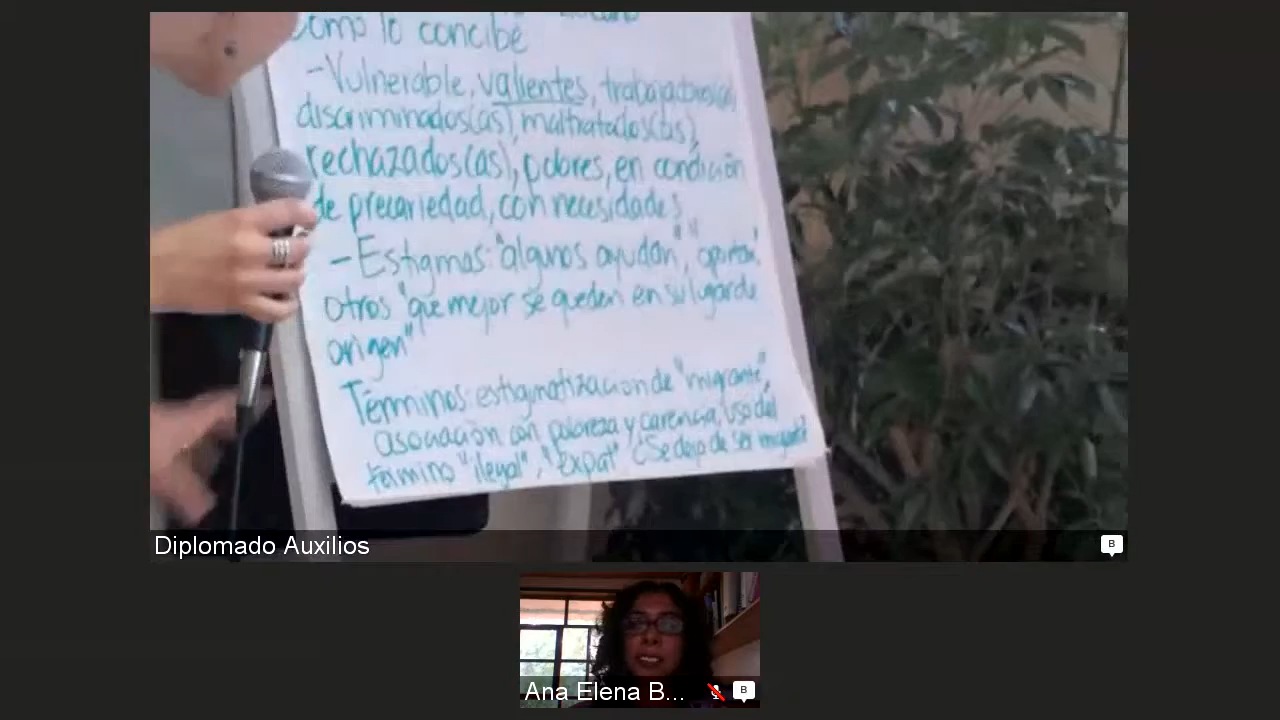 como lo concibe
-Vulnerable, valientes, trabajadores(as)
discriminados(as), maltratados(as),
rechazados(as), pobres, en condición
de precariedad, con necesidades
-Estigmas: "algunos ayudan", "aportan",
otros "que mejor se queden en su lugar de
origen"
Términos: estigmatización de "migrante",
asociación con pobreza y carencia, uso del
término "ilegal", "Expat" (Se deja de ser
Diplomado Auxilios
B
Ana Elena B...
B